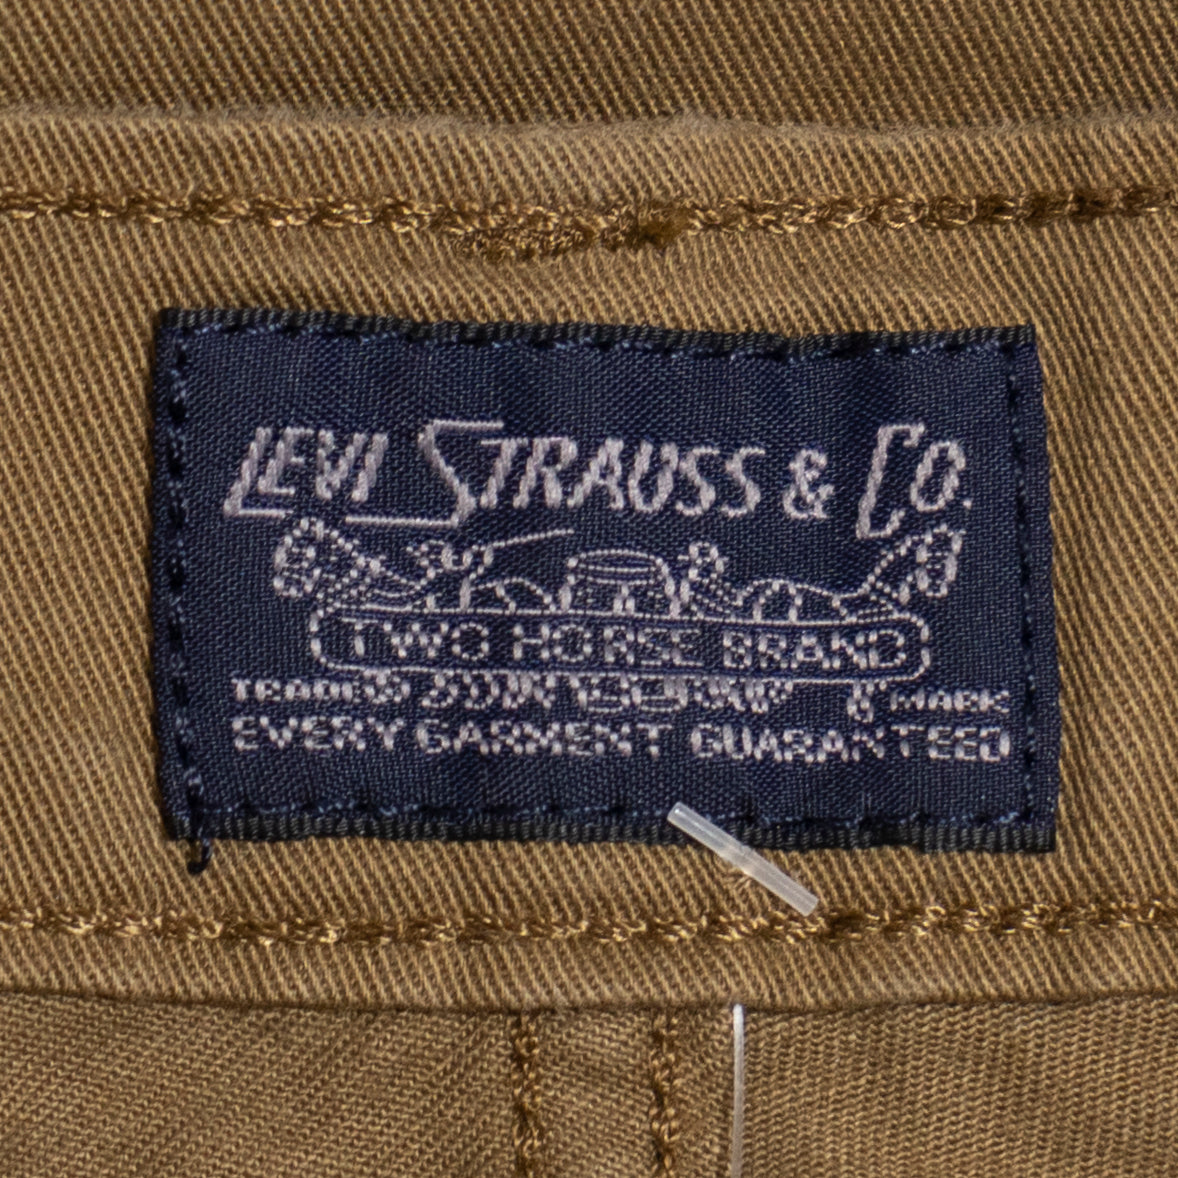 LEVI STRAUSS & CO.
TWO HORSE BRAND
TRADE MARK
EVERY GARMENT GUARANTEED